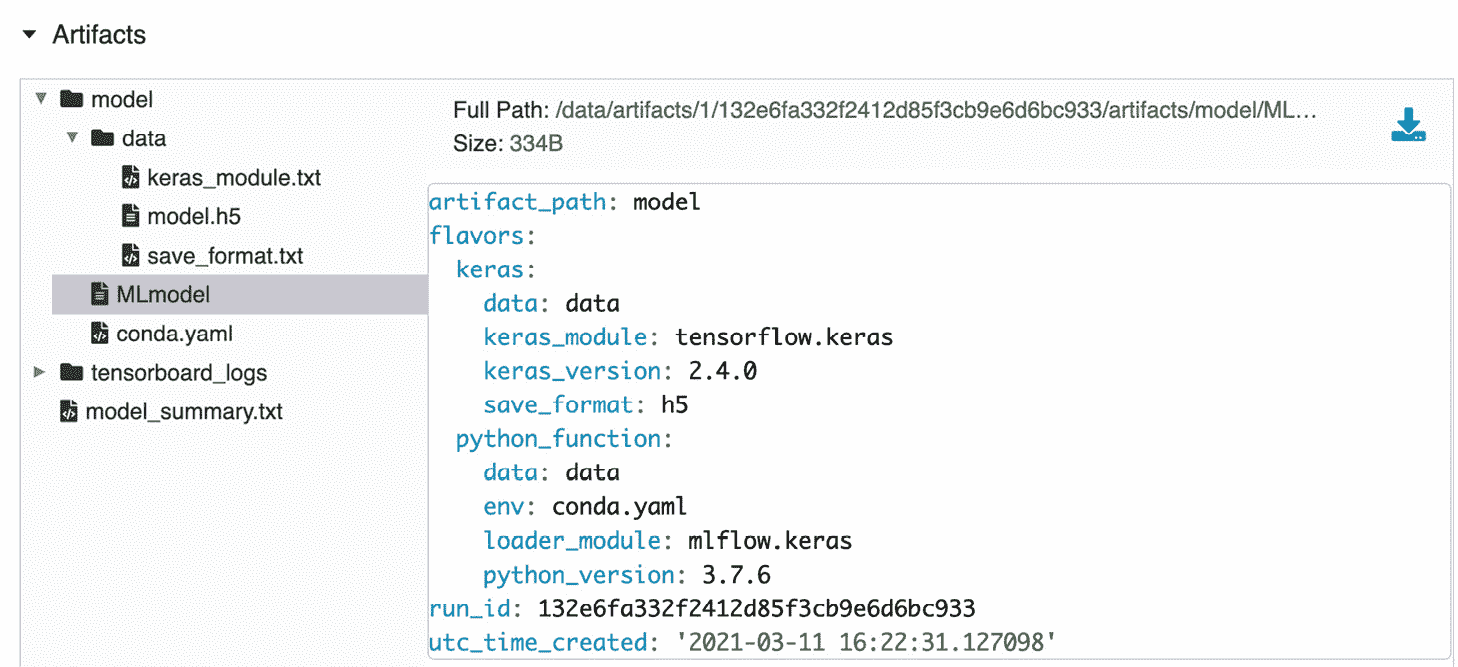 Artifacts
model
data
keras_module.txt
model.h5
save_format.txt
MLmodel
conda.yaml
tensorboard_logs
model_summary.txt
Full Path: /data/artifacts/1/132e6fa332f2412d85f3cb9e6d6bc933/artifacts/model/ML...
Size: 334B
artifact_path: model
flavors:
  keras:
    data: data
    keras_module: tensorflow.keras
    keras_version: 2.4.0
    save_format: h5
  python_function:
    data: data
    env: conda.yaml
    loader_module: mlflow.keras
    python_version: 3.7.6
run_id: 132e6fa332f2412d85f3cb9e6d6bc933
utc_time_created: '2021-03-11 16:22:31.127098'